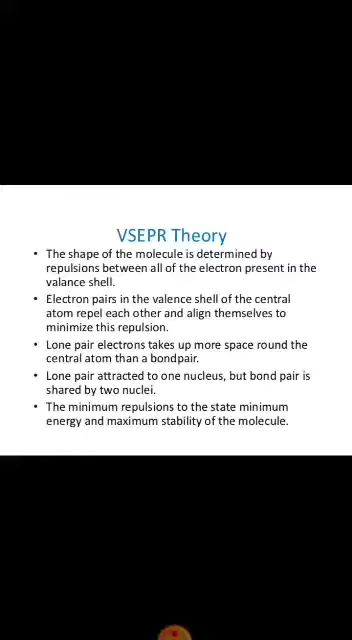 VSEPR Theory
• The shape of the molecule is determined by
repulsions between all of the electron present in the
valance shell.
• Electron pairs in the valence shell of the central
atom repel each other and align themselves to
minimize this repulsion.
• Lone pair electrons takes up more space round the
central atom than a bondpair.
• Lone pair attracted to one nucleus, but bond pair is
shared by two nuclei.
• The minimum repulsions to the state minimum
energy and maximum stability of the molecule.